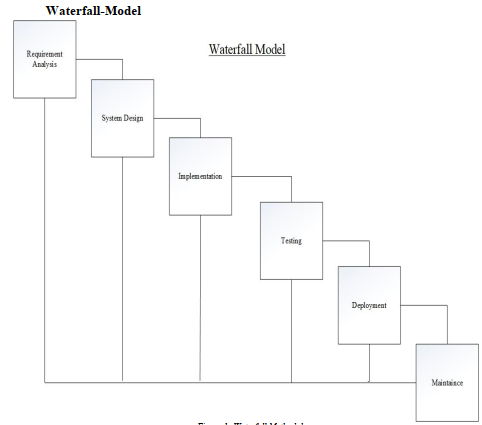 Waterfall-Model
Waterfall Model
Requirement
Analysis
System Design
Implementation
Testing
Deployment
Maintaince